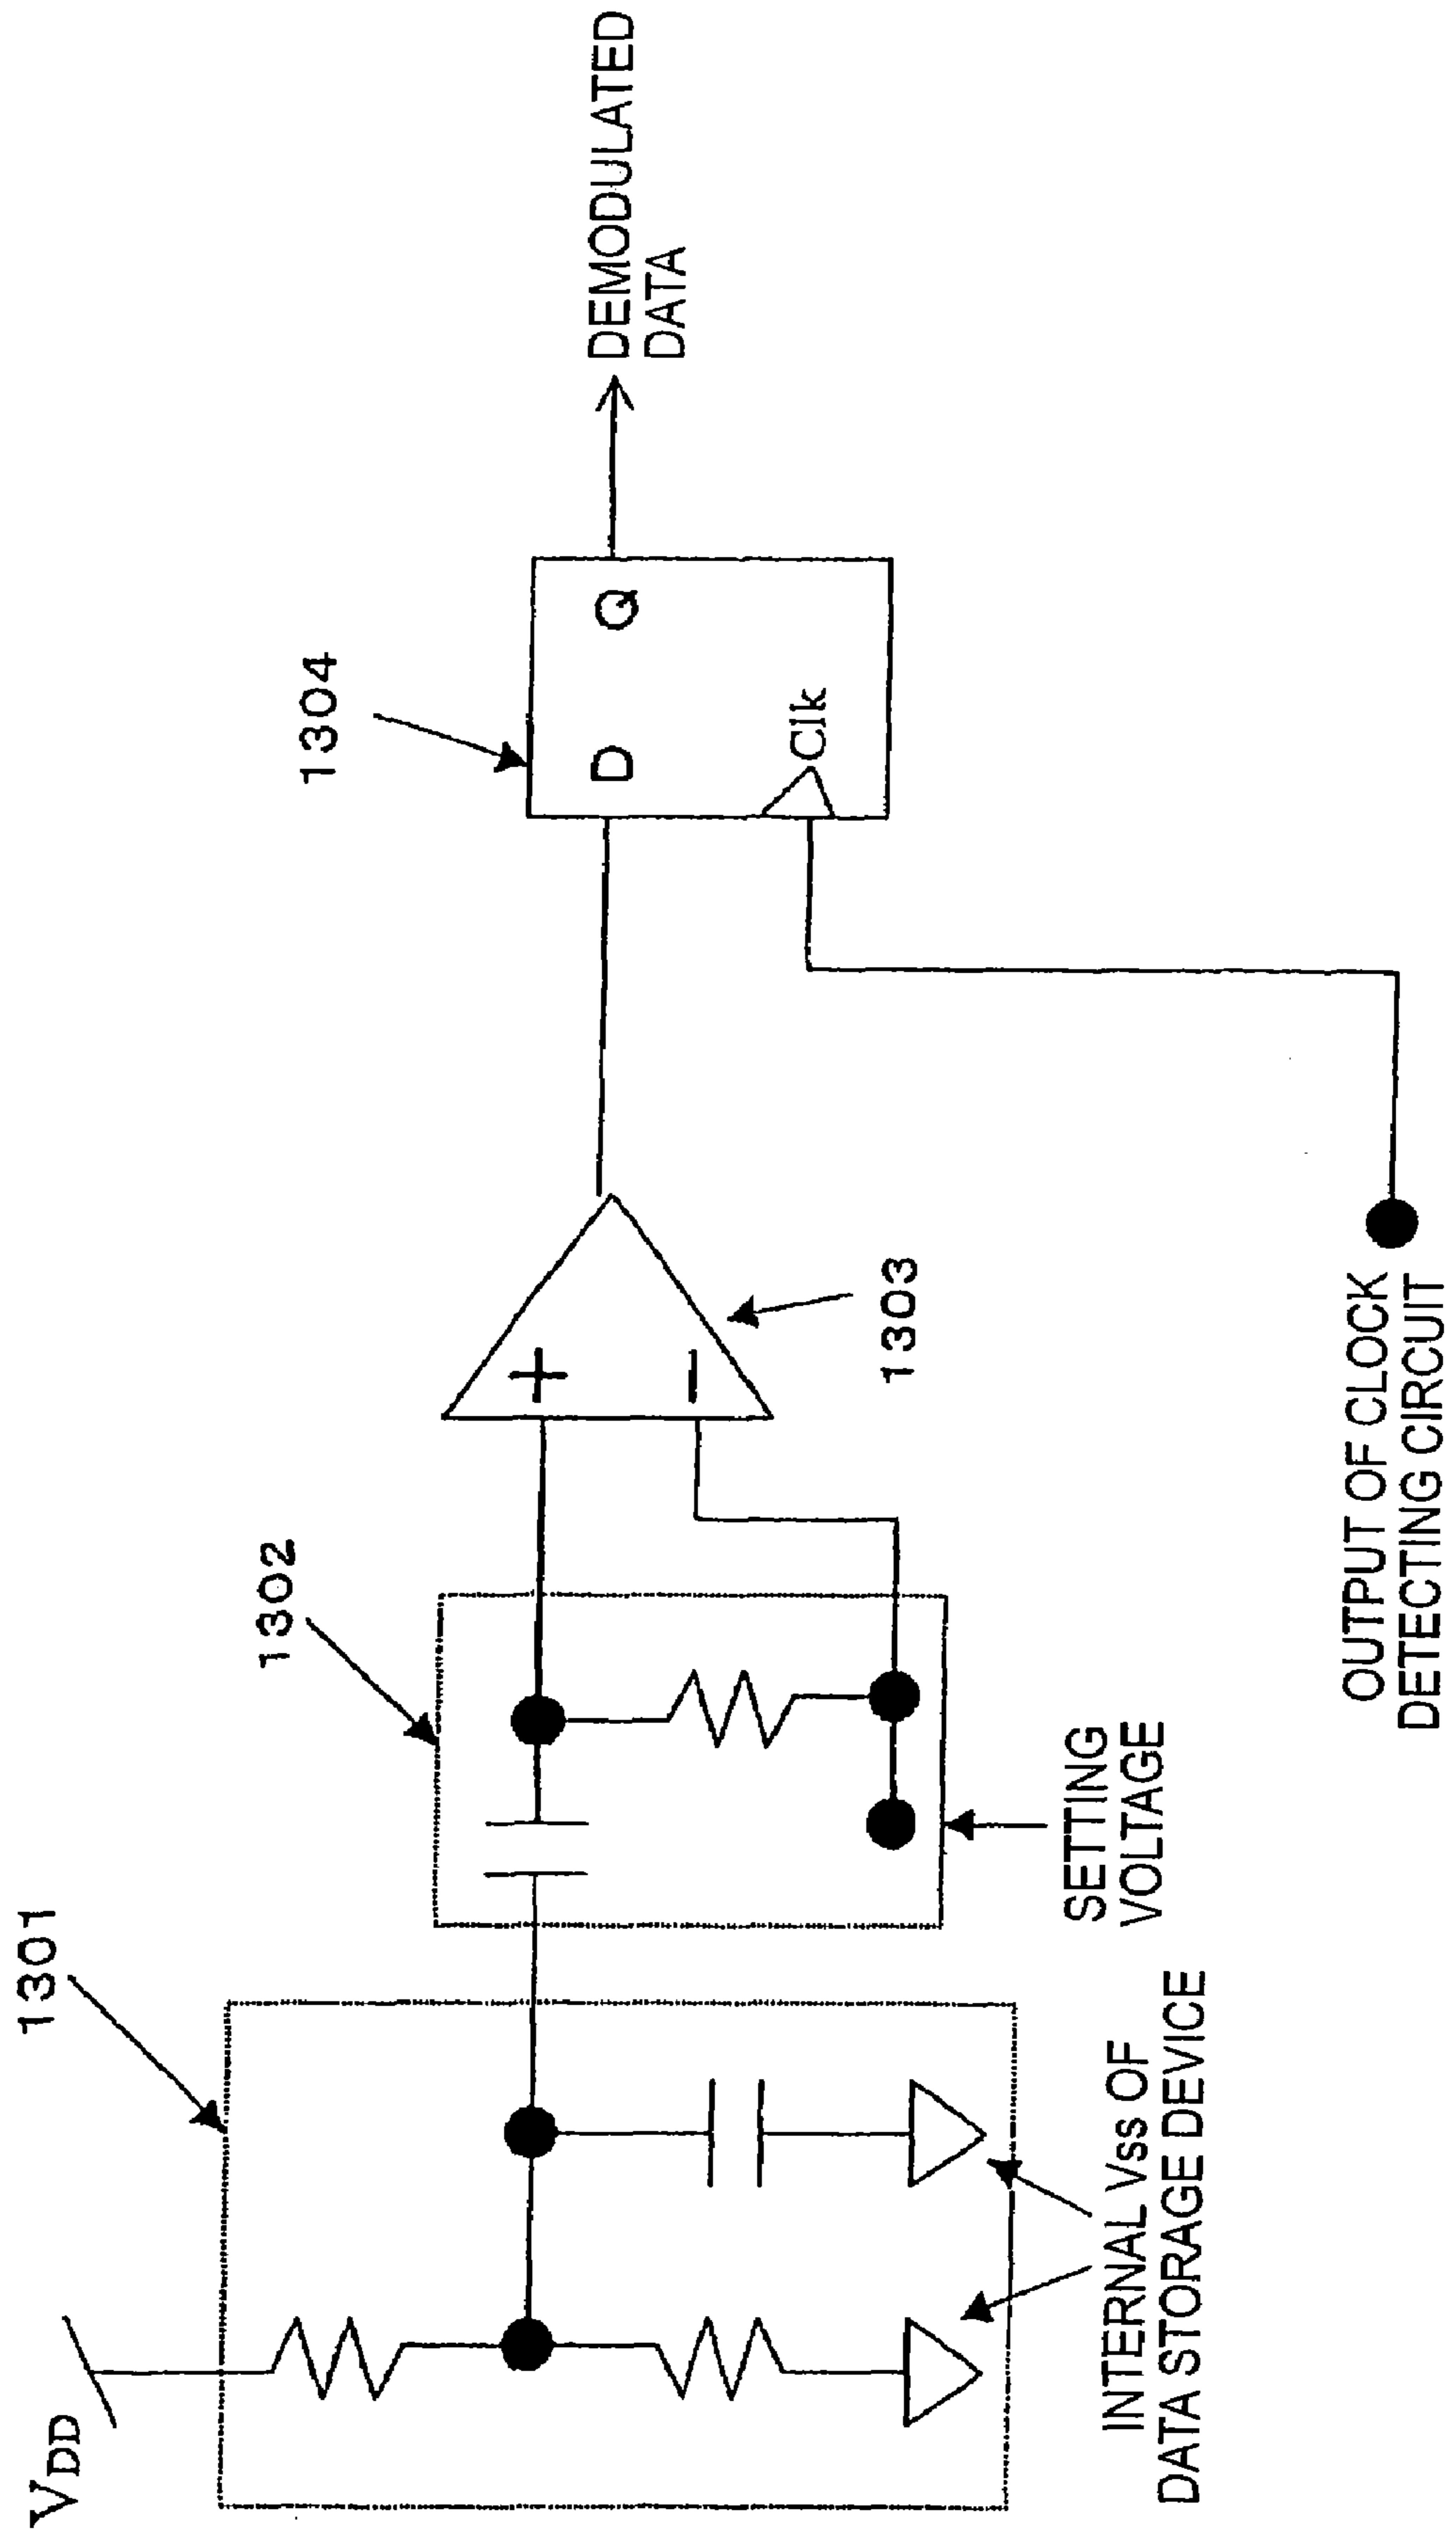 VDD
1301
INTERNAL Vss OF
DATA STORAGE DEVICE
1302
SETTING
VOLTAGE
+
−
1303
OUTPUT OF CLOCK
DETECTING CIRCUIT
1304
D
Q
Clk
DEMODULATED
DATA